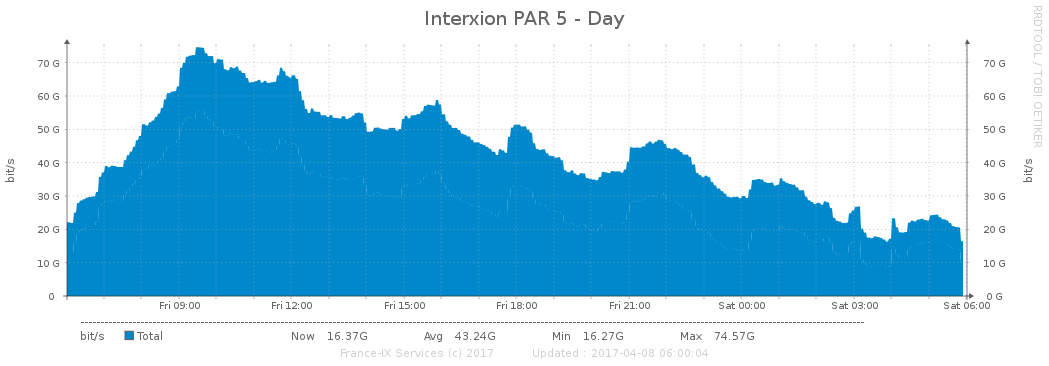 Interxion PAR 5 - Day
RRDTOOL / TOBI OETIKER
bit/s
bit/s
70 G 70 G
60 G 60 G
50 G 50 G
40 G 40 G
30 G 30 G
20 G 20 G
10 G 10 G
0 0 G
Fri 09:00 Fri 12:00 Fri 15:00 Fri 18:00 Fri 21:00 Sat 00:00 Sat 03:00 Sat 06:00
bit/s Total Now 16.37G Avg 43.24G Min 16.27G Max 74.57G
France-IX Services (c) 2017 Updated : 2017-04-08 06:00:04